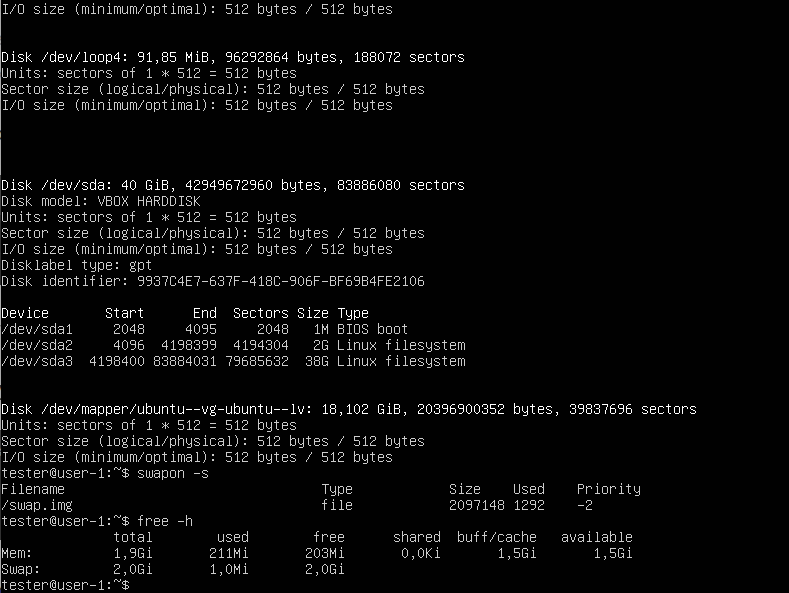 I/O size (minimum/optimal): 512 bytes / 512 bytes
Disk /dev/loop4: 91,85 MiB, 96292864 bytes, 188072 sectors
Units: sectors of 1 * 512 = 512 bytes
Sector size (logical/physical): 512 bytes / 512 bytes
I/O size (minimum/optimal): 512 bytes / 512 bytes
Disk /dev/sda: 40 GiB, 42949672960 bytes, 83886080 sectors
Disk model: VBOX HARDDISK
Units: sectors of 1 * 512 = 512 bytes
Sector size (logical/physical): 512 bytes / 512 bytes
I/O size (minimum/optimal): 512 bytes / 512 bytes
Disklabel type: gpt
Disk identifier: 9937C4E7-637F-418C-906F-BF69B4FE2106
Device Start End Sectors Size Type
/dev/sda1 2048 4095 2048 1M BIOS boot
/dev/sda2 4096 4198399 4194304 2G Linux filesystem
/dev/sda3 4198400 83884031 79685632 38G Linux filesystem
Disk /dev/mapper/ubuntu--vg-ubuntu--lv: 18,102 GiB, 20396900352 bytes, 39837696 sectors
Units: sectors of 1 * 512 = 512 bytes
Sector size (logical/physical): 512 bytes / 512 bytes
I/O size (minimum/optimal): 512 bytes / 512 bytes
tester@user-1:~$ swapon -s
Filename Type Size Used Priority
/swap.img file 2097148 1292 -2
tester@user-1:~$ free -h
total used free shared buff/cache available
Mem: 1,9Gi 211Mi 203Mi 0,0Ki 1,5Gi 1,5Gi
Swap: 2,0Gi 1,0Mi 2,0Gi
tester@user-1:~$